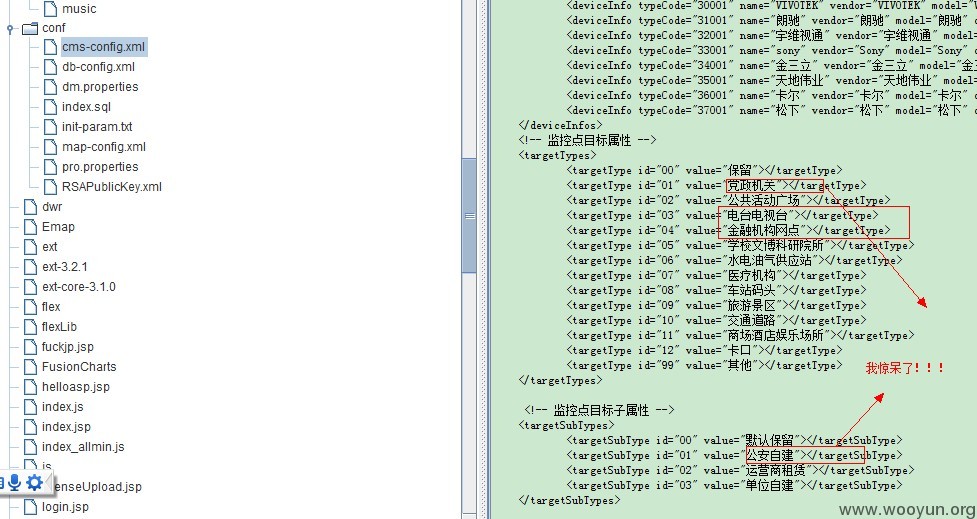 music
conf
cms-config.xml
db-config.xml
dm.properties
index.sql
init-param.txt
map-config.xml
pro.properties
RSAPublicKey.xml
dwr
Emap
ext
ext-3.2.1
ext-core-3.1.0
flex
flexLib
fuckjp.jsp
FusionCharts
helloasp.jsp
index.js
index.jsp
index_allmin.js
js
enseUpload.jsp
login.jsp
<deviceInfo typeCode="30001" name="VIVOTEK" vendor="VIVOTEK" model="V
<deviceInfo typeCode="31001" name="朗驰" vendor="朗驰" model="朗驰
<deviceInfo typeCode="32001" name="宇维视通" vendor="宇维视通" model=
<deviceInfo typeCode="33001" name="sony" vendor="Sony" model="Sony"
<deviceInfo typeCode="34001" name="金三立" vendor="金三立" model="金三
<deviceInfo typeCode="35001" name="天地伟业" vendor="天地伟业" model=
<deviceInfo typeCode="36001" name="卡尔" vendor="卡尔" model="卡尔"
<deviceInfo typeCode="37001" name="松下" vendor="松下" model="松下"
</deviceInfos>
<!-- 监控点目标属性 -->
<targetTypes>
<targetType id="00" value="保留"></targetType>
<targetType id="01" value="党政机关"></targetType>
<targetType id="02" value="公共活动广场"></targetType>
<targetType id="03" value="电台电视台"></targetType>
<targetType id="04" value="金融机构网点"></targetType>
<targetType id="05" value="学校文博科研院所"></targetType>
<targetType id="06" value="水电油气供应站"></targetType>
<targetType id="07" value="医疗机构"></targetType>
<targetType id="08" value="车站码头"></targetType>
<targetType id="09" value="旅游景区"></targetType>
<targetType id="10" value="交通道路"></targetType>
<targetType id="11" value="商场酒店娱乐场所"></targetType>
<targetType id="12" value="卡口"></targetType>
<targetType id="99" value="其他"></targetType>
</targetTypes>
我惊呆了！！！
<!-- 监控点目标子属性 -->
<targetSubTypes>
<targetSubType id="00" value="默认保留"></targetSubType>
<targetSubType id="01" value="公安自建"></targetSubType>
<targetSubType id="02" value="运营商租赁"></targetSubType>
<targetSubType id="03" value="单位自建"></targetSubType>
</targetSubTypes>
www.wooyun.org